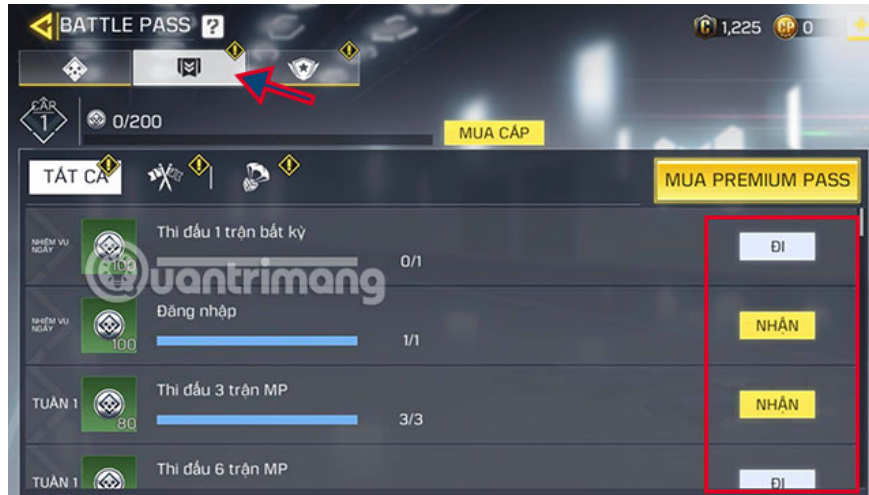 BATTLE PASS ?
1,225
CP 0
CẤP
1
0/200
MUA CẤP
TẤT CẢ
MUA PREMIUM PASS
NHIỆM VỤ
NGÀY
100
Thi đấu 1 trận bất kỳ
0/1
ĐI
Quantrimang
NHIỆM VỤ
NGÀY
100
Đăng nhập
1/1
NHẬN
TUẦN 1
80
Thi đấu 3 trận MP
3/3
NHẬN
TUẦN 1
Thi đấu 6 trận MP
ĐI